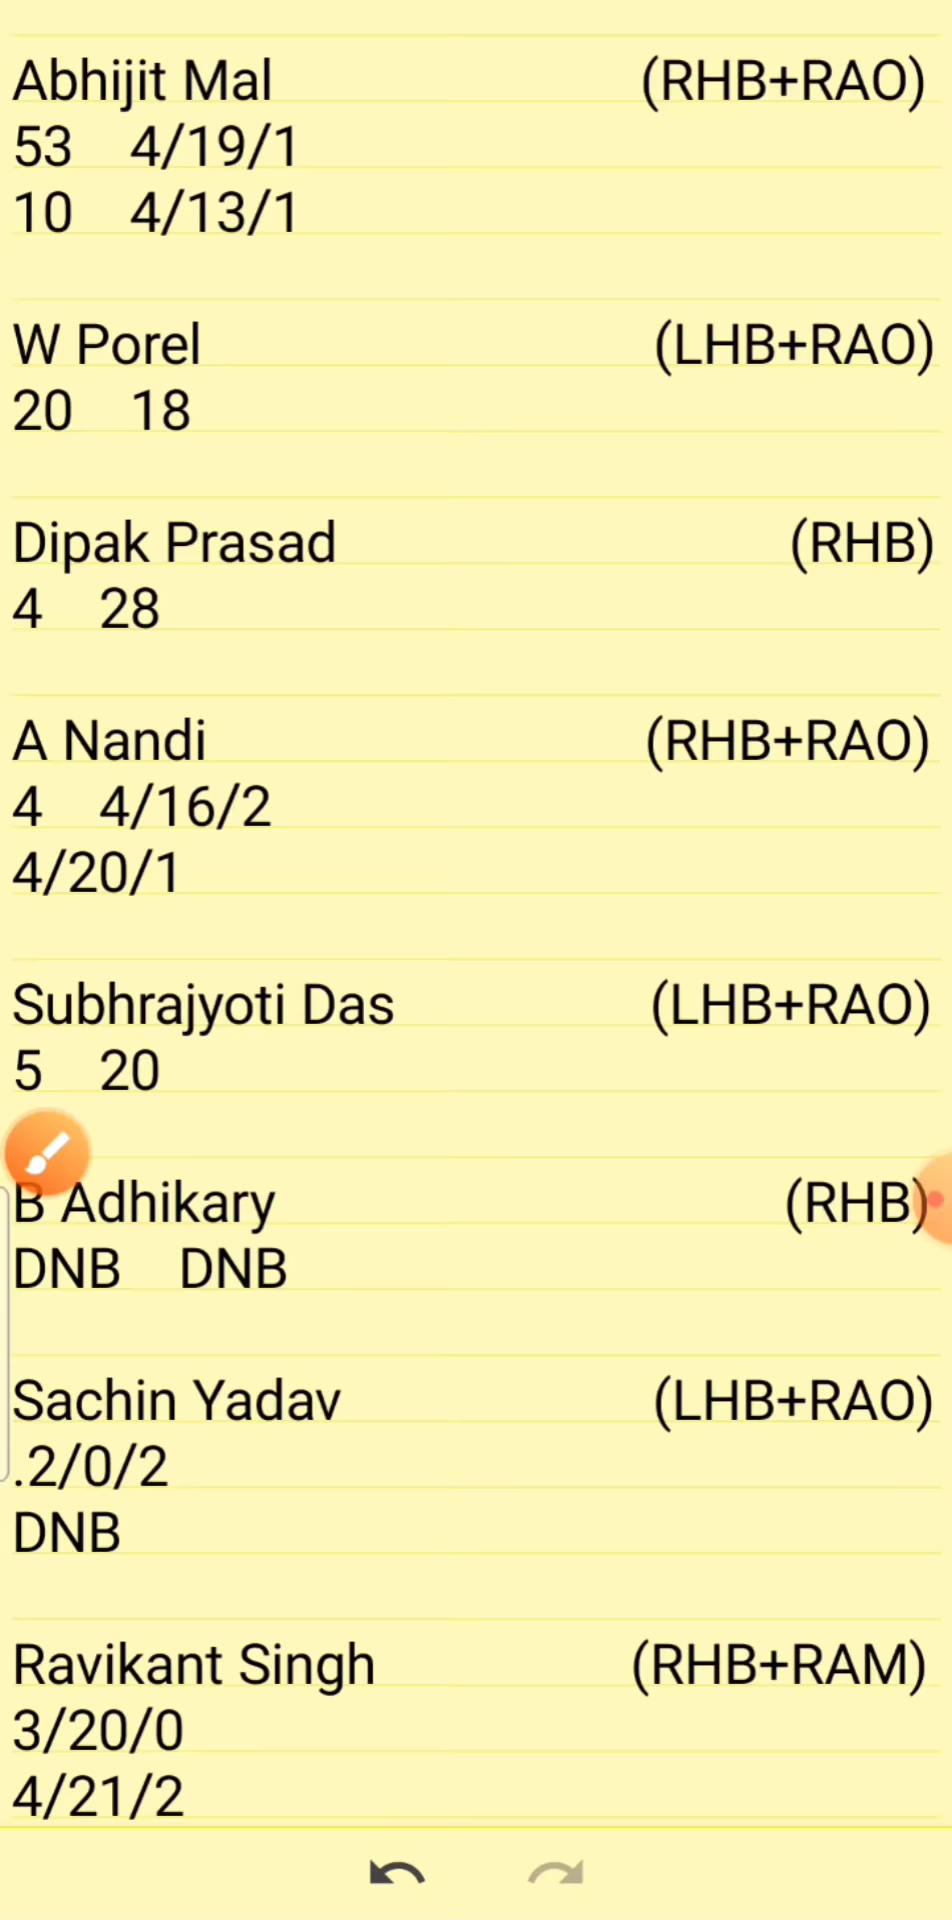 Abhijit Mal (RHB+RAO)
53 4/19/1
10 4/13/1
W Porel (LHB+RAO)
20 18
Dipak Prasad (RHB)
4 28
A Nandi (RHB+RAO)
4 4/16/2
4/20/1
Subhrajyoti Das (LHB+RAO)
5 20
B Adhikary (RHB)
DNB DNB
Sachin Yadav (LHB+RAO)
.2/0/2
DNB
Ravikant Singh (RHB+RAM)
3/20/0
4/21/2